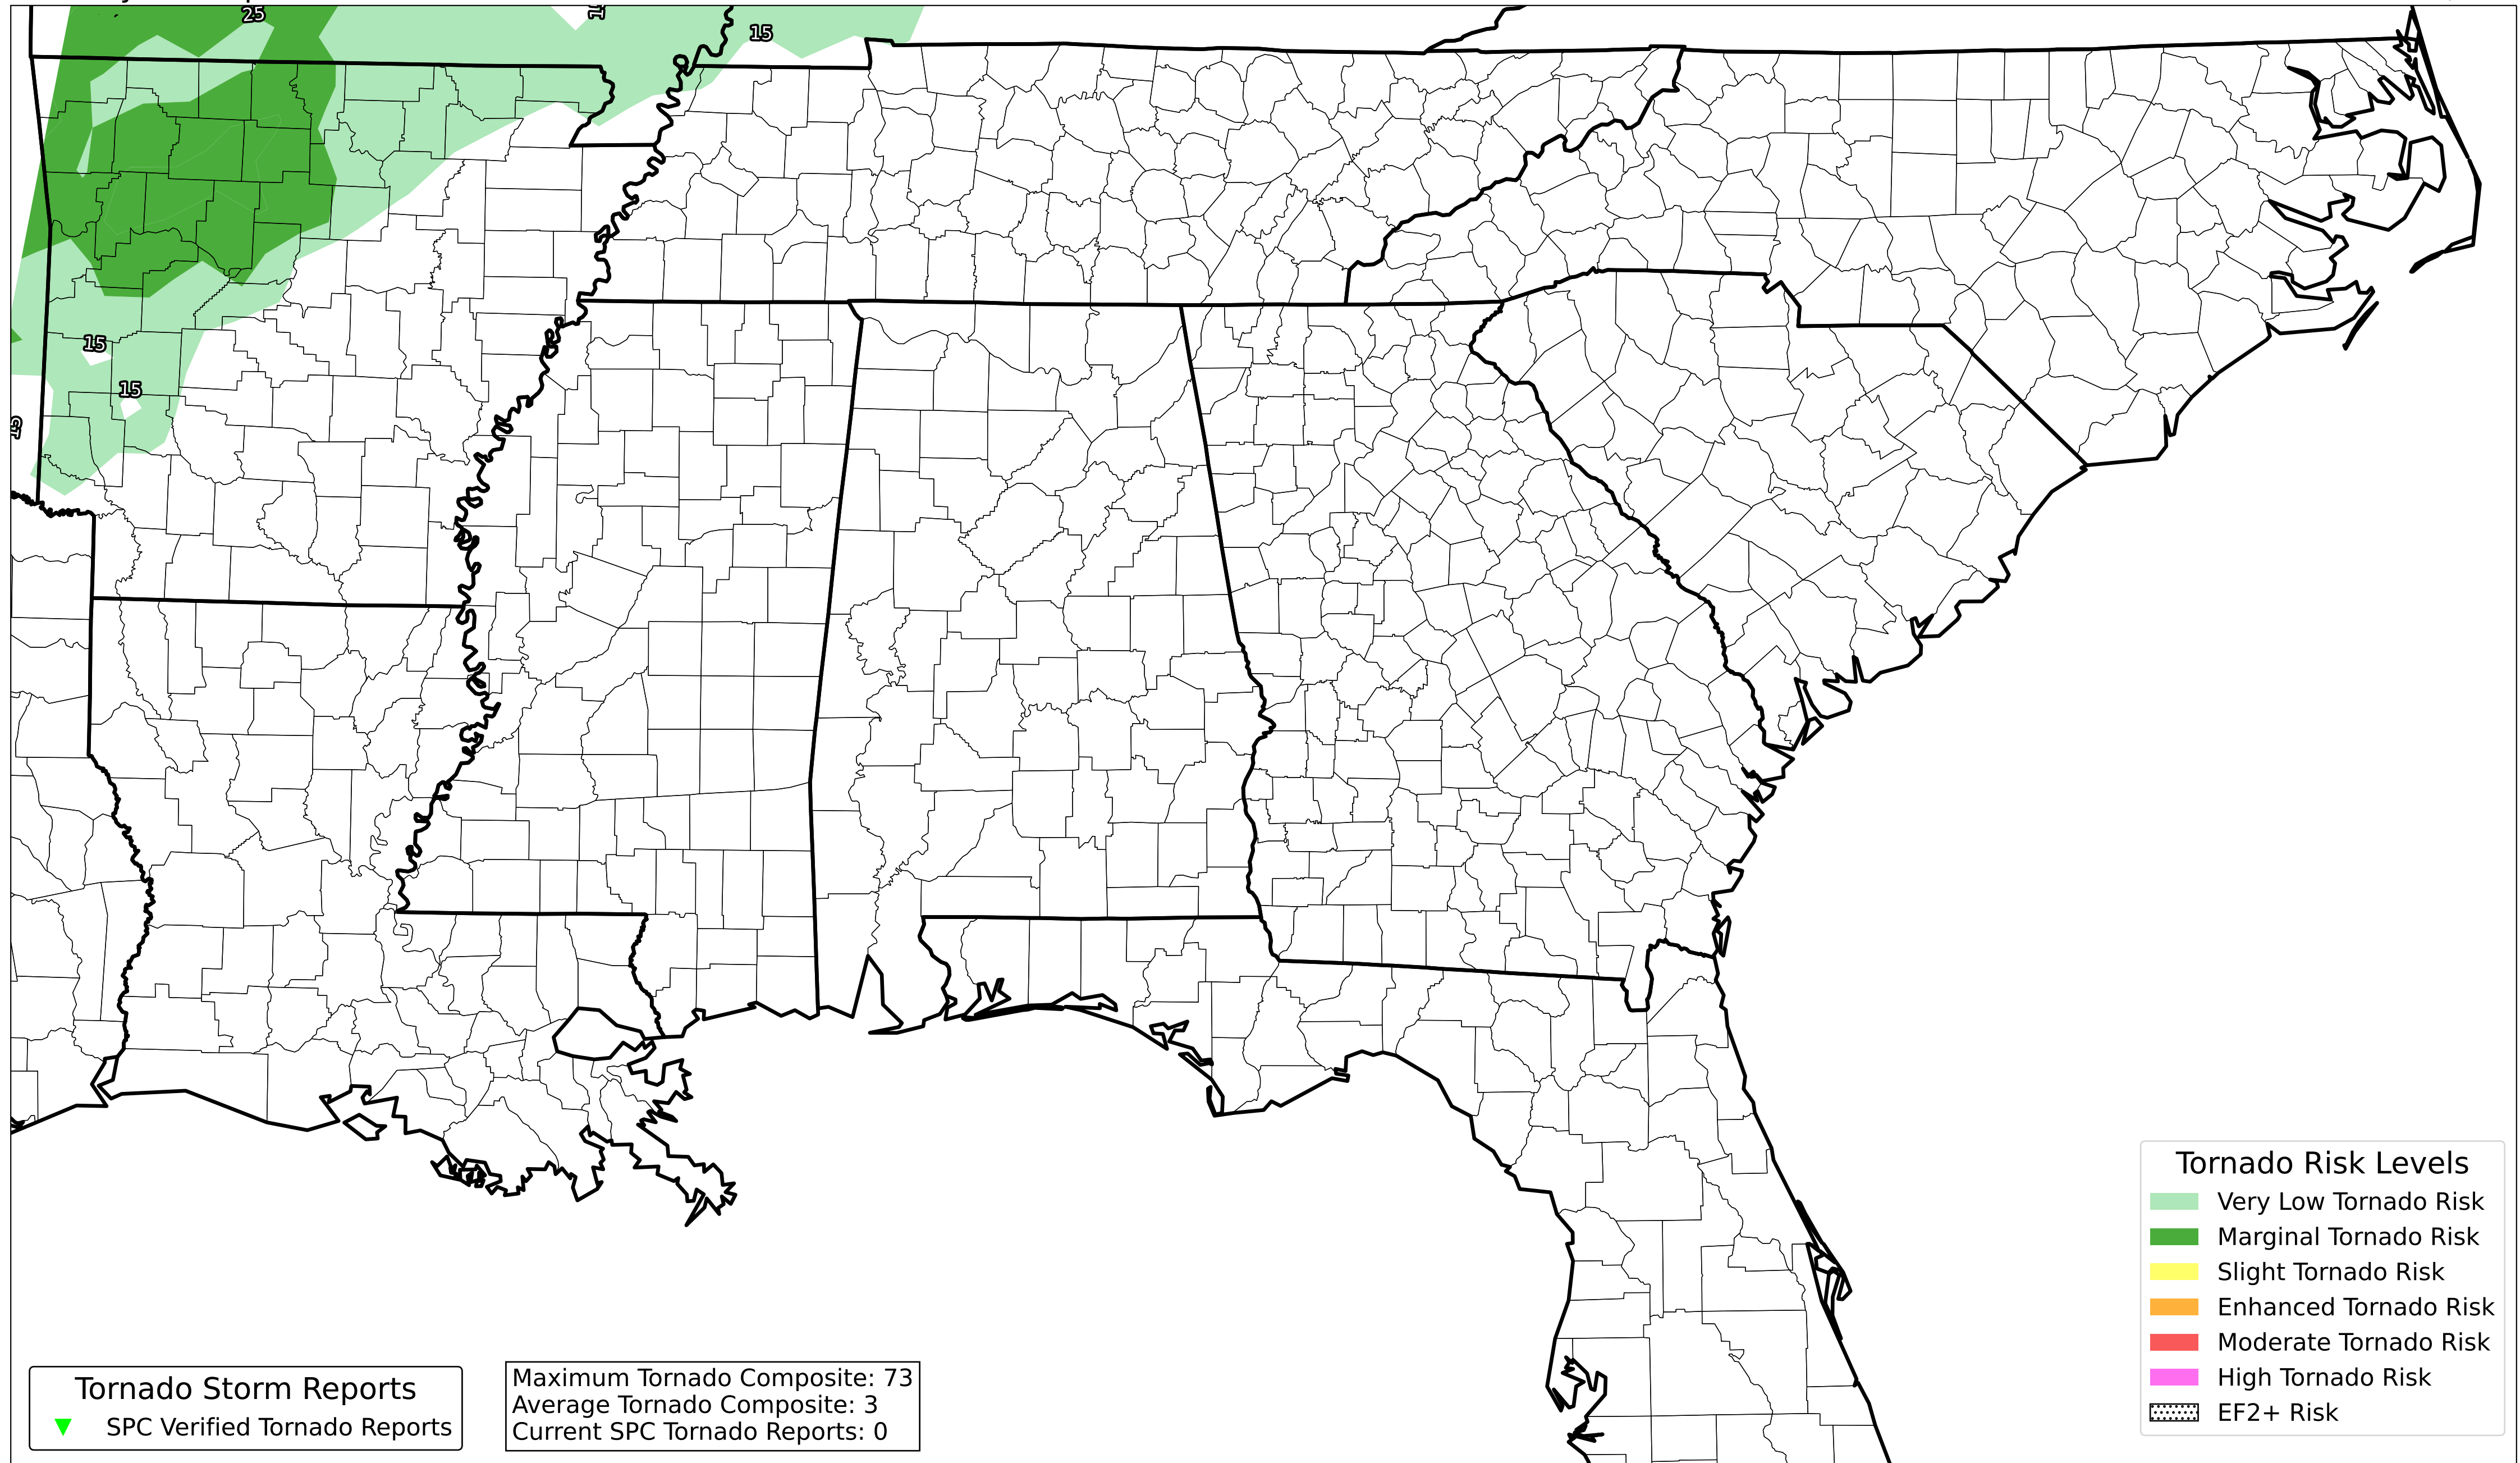 25
15
15
15
15
Tornado Risk Levels
Very Low Tornado Risk
Marginal Tornado Risk
Slight Tornado Risk
Enhanced Tornado Risk
Moderate Tornado Risk
High Tornado Risk
EF2+ Risk
Tornado Storm Reports
SPC Verified Tornado Reports
Maximum Tornado Composite: 73
Average Tornado Composite: 3
Current SPC Tornado Reports: 0